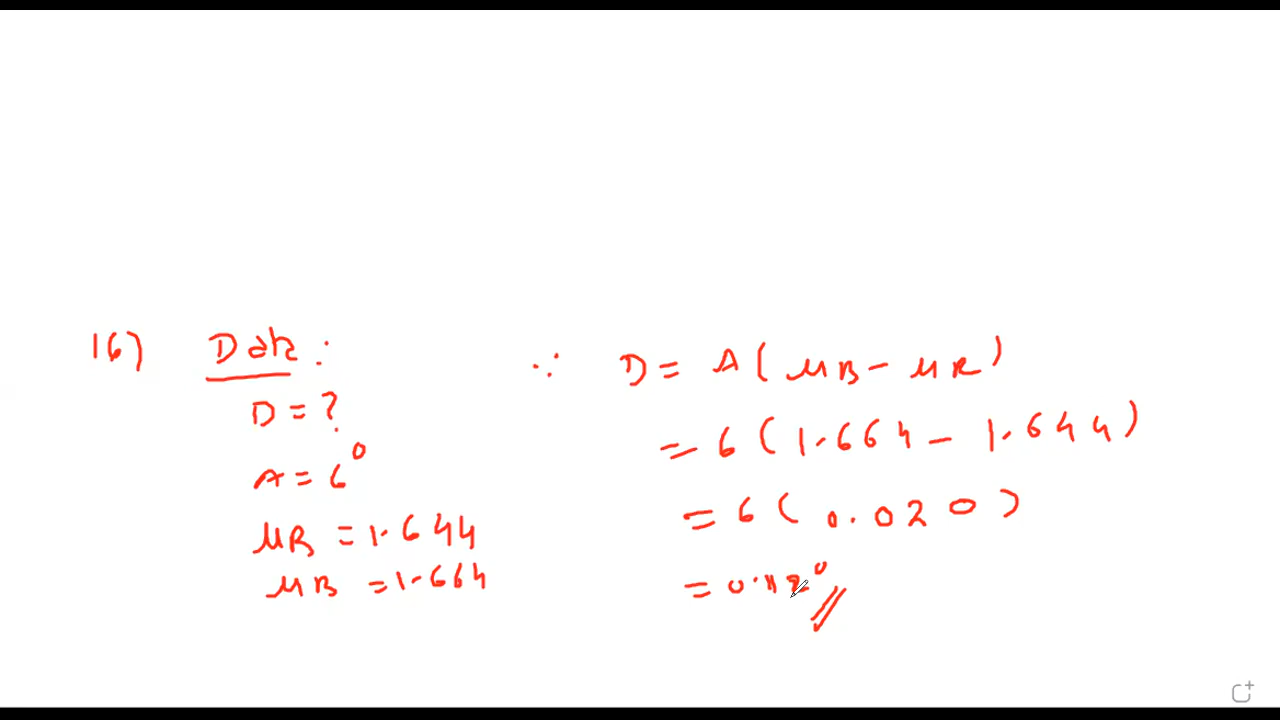 16) Data:
D = ?
A = 6°
μR = 1.644
μB = 1.664
∵ D = A(μB - μR)
= 6(1.664 - 1.644)
= 6(0.020)
= 0.12°